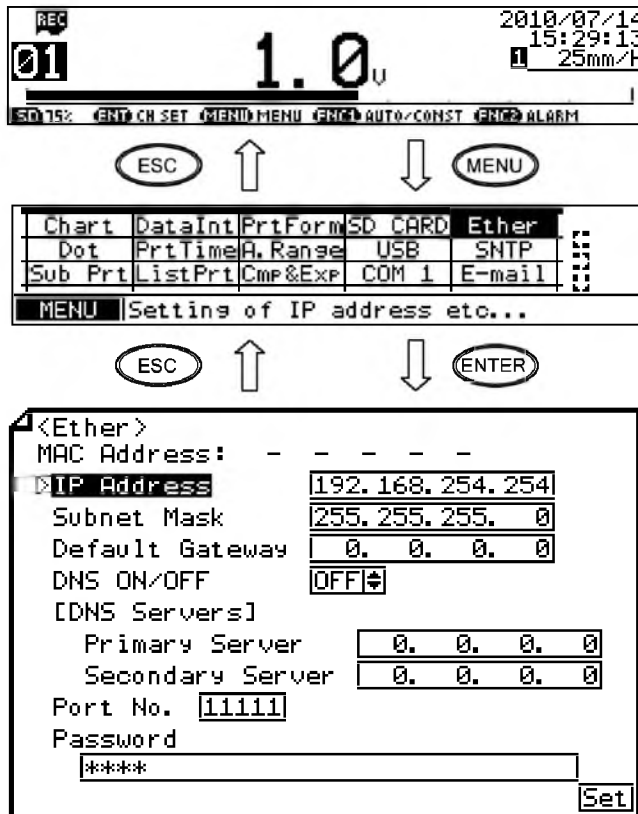 REC
2010/07/14
15:29:13
01
1.0V
1 25mm/H
SD 75% ENT CH SET MENU MENU FNC1 AUTO/CONST FNC2 ALARM
ESC MENU
Chart DataInt PrtForm SD CARD Ether
Dot PrtTime A.Range USB SNTP
Sub Prt ListPrt Cmp&Exp COM 1 E-mail
MENU Setting of IP address etc...
ESC ENTER
<Ether>
MAC Address: - - - - -
IP Address 192.168.254.254
Subnet Mask 255.255.255. 0
Default Gateway 0. 0. 0. 0
DNS ON/OFF OFF
[DNS Servers]
Primary Server 0. 0. 0. 0
Secondary Server 0. 0. 0. 0
Port No. 11111
Password
****
Set